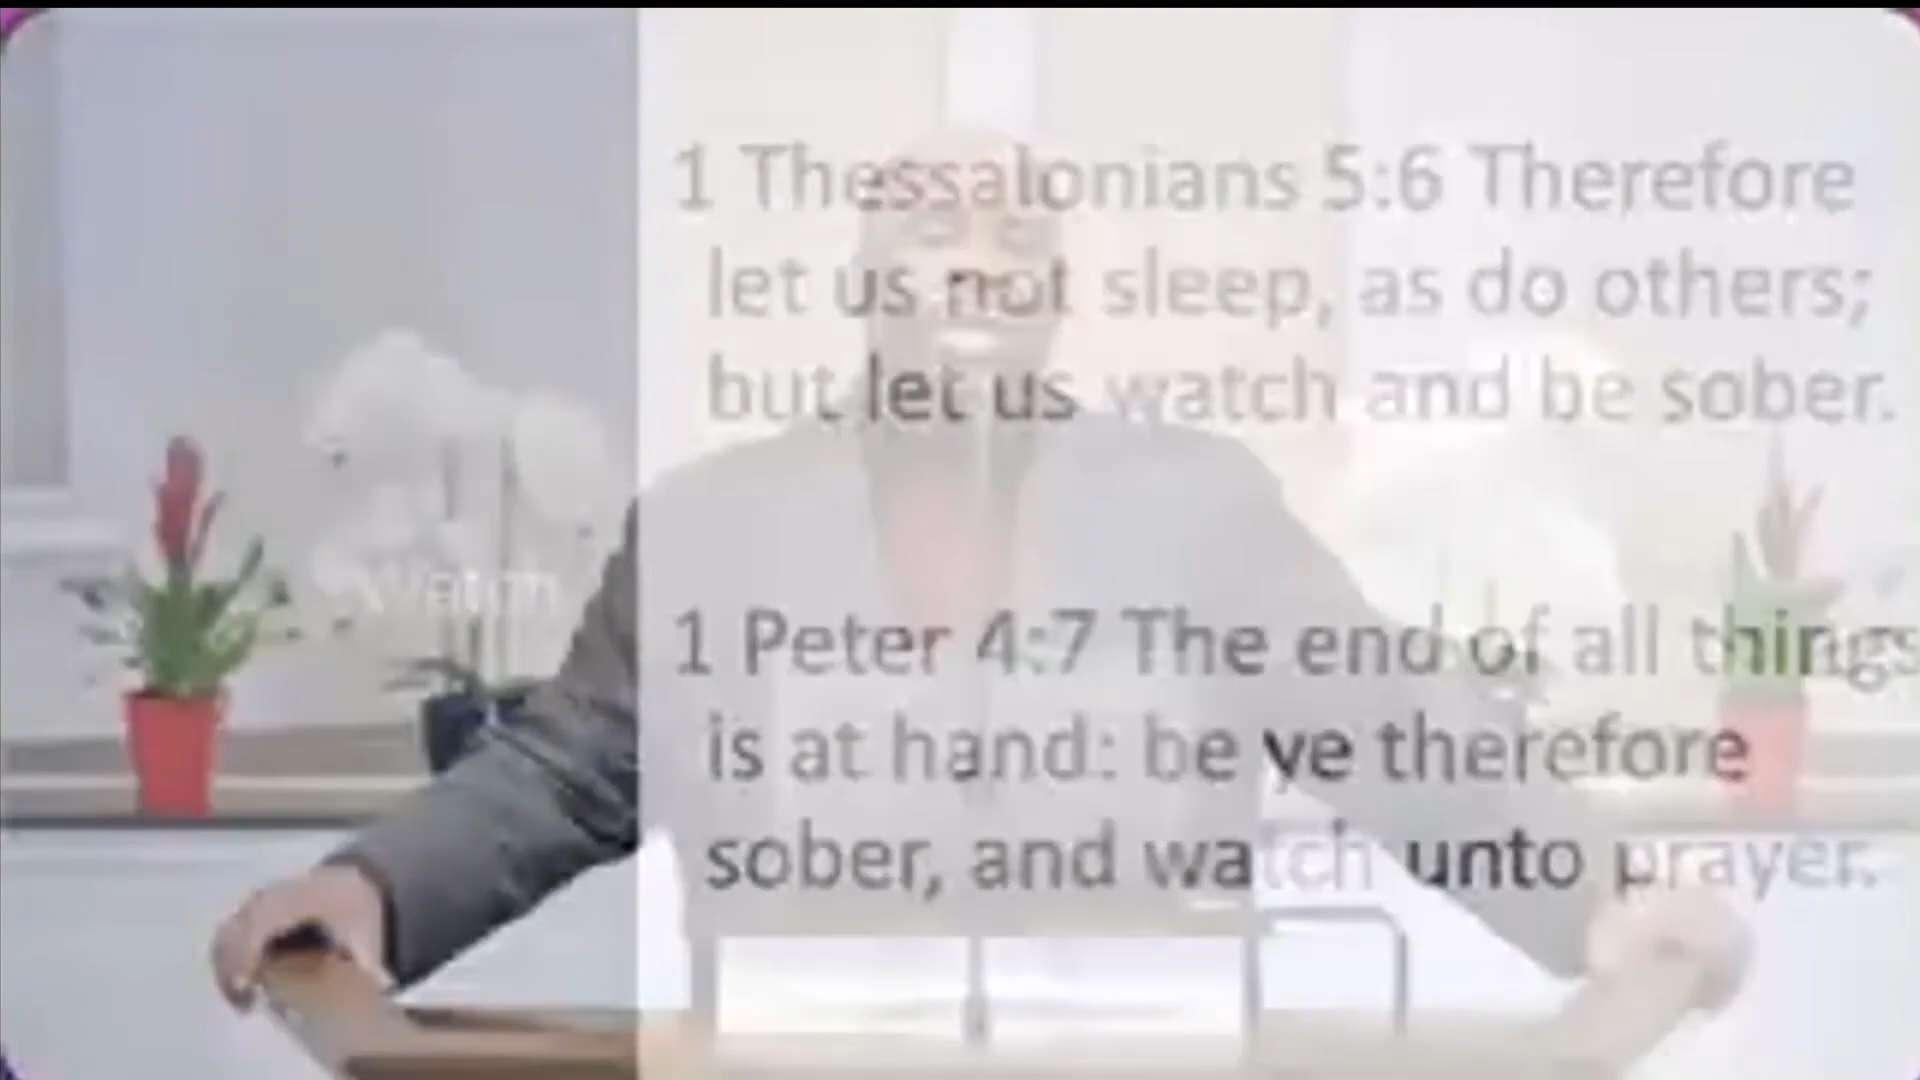 1 Thessalonians 5:6 Therefore
let us not sleep, as do others;
but let us watch and be sober.
Watch
1 Peter 4:7 The end of all things
is at hand: be ye therefore
sober, and watch unto prayer.